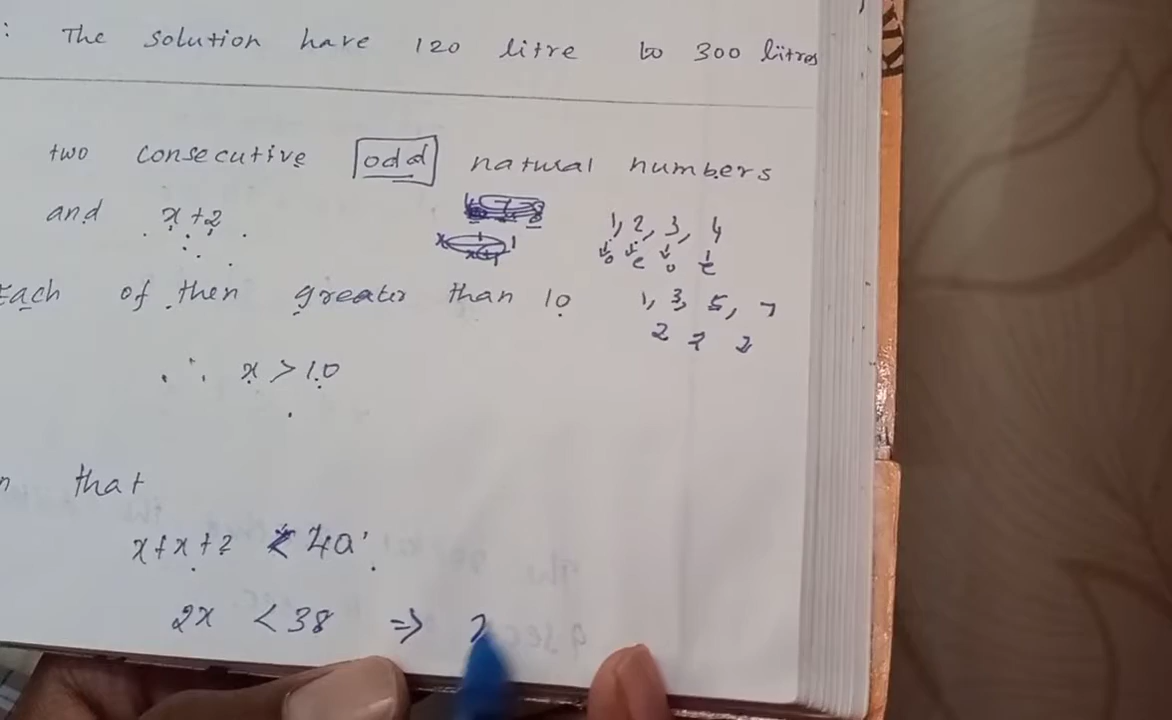 : The solution have 120 litre to 300 litres
two consecutive odd natural numbers
and x+2
1, 2, 3, 4
o e o e
Each of then greater than 10
1, 3, 5, 7
2 2 2
∴ x > 10
n that
x+x+2 < 40
2x < 38 ⇒